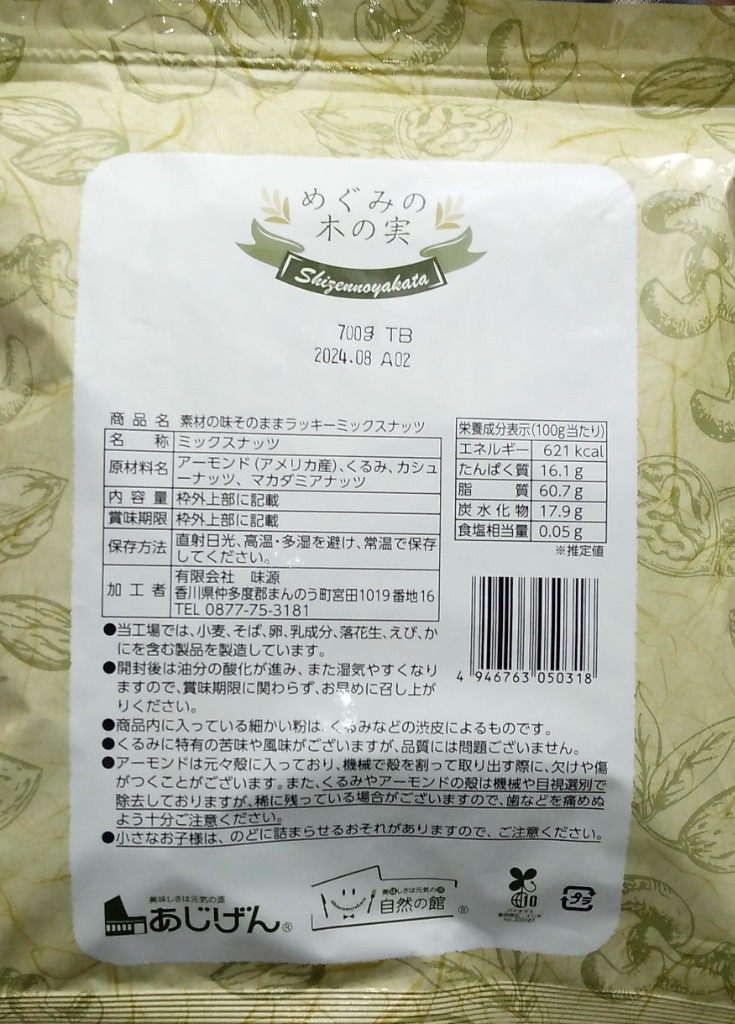 めぐみの
木の実
Shizennoyakata
700g TB
2024.08 A02
商品名 素材の味そのままラッキーミックスナッツ
名称 ミックスナッツ
原材料名 アーモンド(アメリカ産)、くるみ、カシュ
ーナッツ、マカダミアナッツ
内容量 枠外上部に記載
賞味期限 枠外上部に記載
保存方法 直射日光、高温・多湿を避け、常温で保存
してください。
加工者 有限会社 味源
香川県仲多度郡まんのう町宮田1019番地16
TEL 0877-75-3181
栄養成分表示(100g当たり)
エネルギー 621 kcal
たんぱく質 16.1 g
脂質 60.7 g
炭水化物 17.9 g
食塩相当量 0.05 g
※推定値
4 946763 050318
●当工場では、小麦、そば、卵、乳成分、落花生、えび、か
にを含む製品を製造しています。
●開封後は油分の酸化が進み、また湿気やすくなり
ますので、賞味期限に関わらず、お早めに召し上が
りください。
●商品内に入っている細かい粉は、くるみなどの渋皮によるものです。
●くるみに特有の苦味や風味がございますが、品質には問題ございません。
●アーモンドは元々殻に入っており、機械で殻を割って取り出す際に、欠けや傷
がつくことがございます。また、くるみやアーモンドの殻は機械や目視選別で
除去しておりますが、稀に残っている場合がございますので、歯などを痛めぬ
よう十分ご注意ください。
●小さなお子様は、のどに詰まらせるおそれがありますので、ご注意ください。
美味しさは元気の源
あじげん®
美味しさは元気の源
自然の館®
プラ